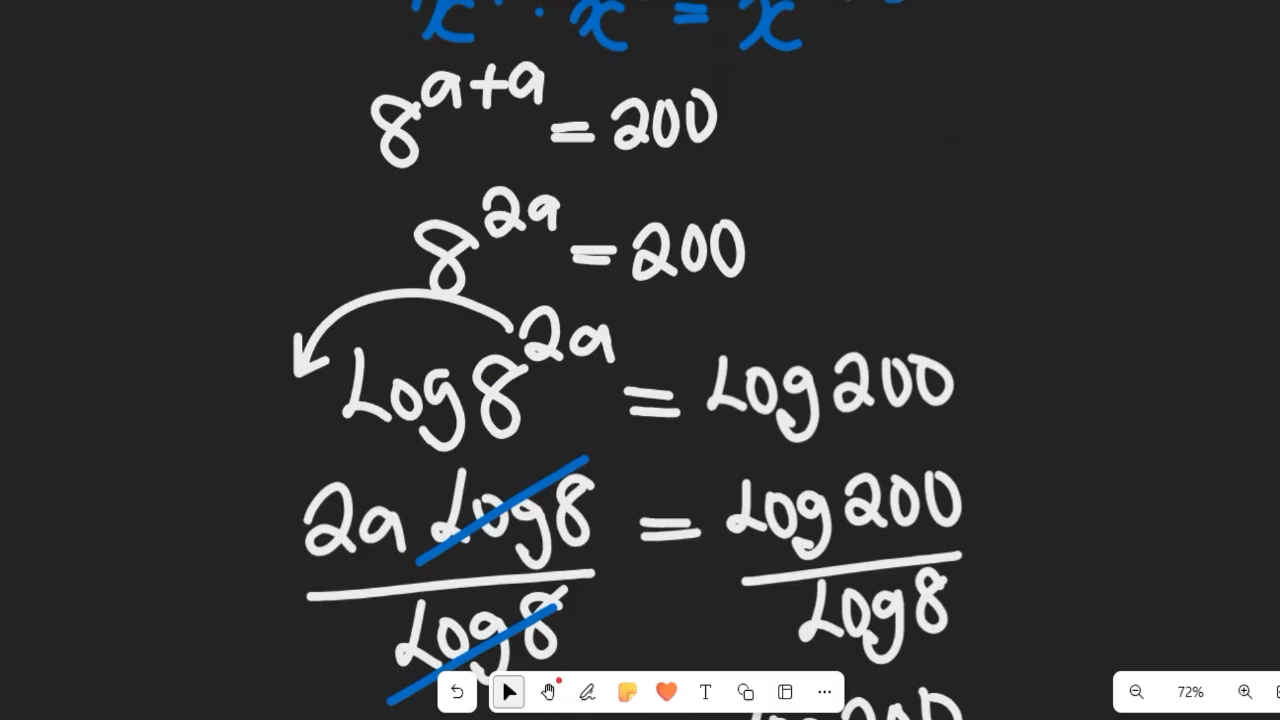 x · x = x
8^{a+a} = 200
8^{2a} = 200
Log 8^{2a} = Log 200
2a Log 8 = Log 200
Log 8 Log 8
72%